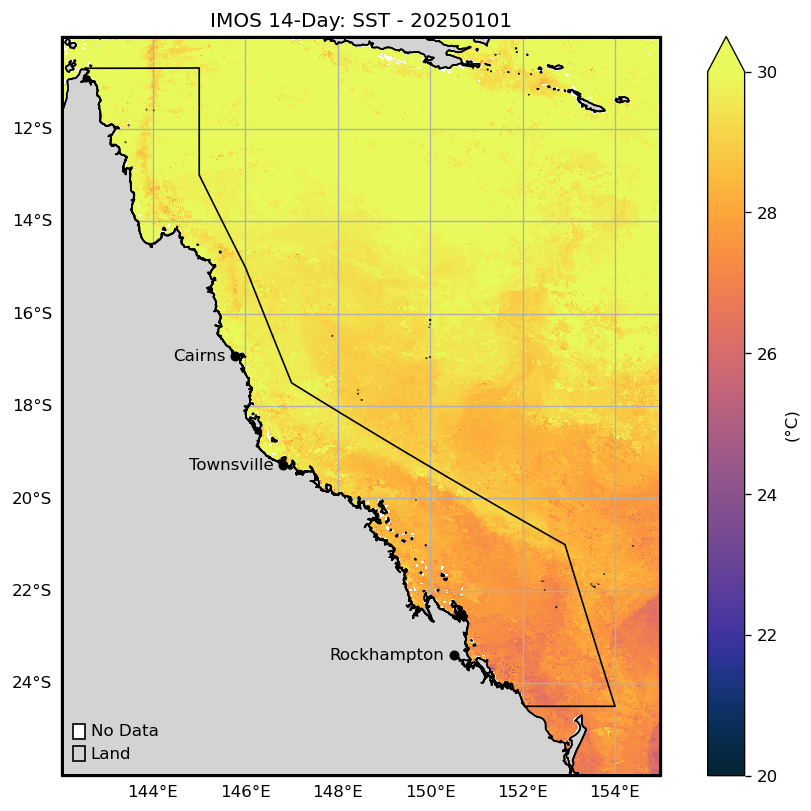 IMOS 14-Day: SST - 20250101
30
12°S
14°S
28
16°S
Cairns
26
18°S
(°C)
Townsville
20°S
24
22°S
22
Rockhampton
24°S
No Data
Land
20
144°E 146°E 148°E 150°E 152°E 154°E